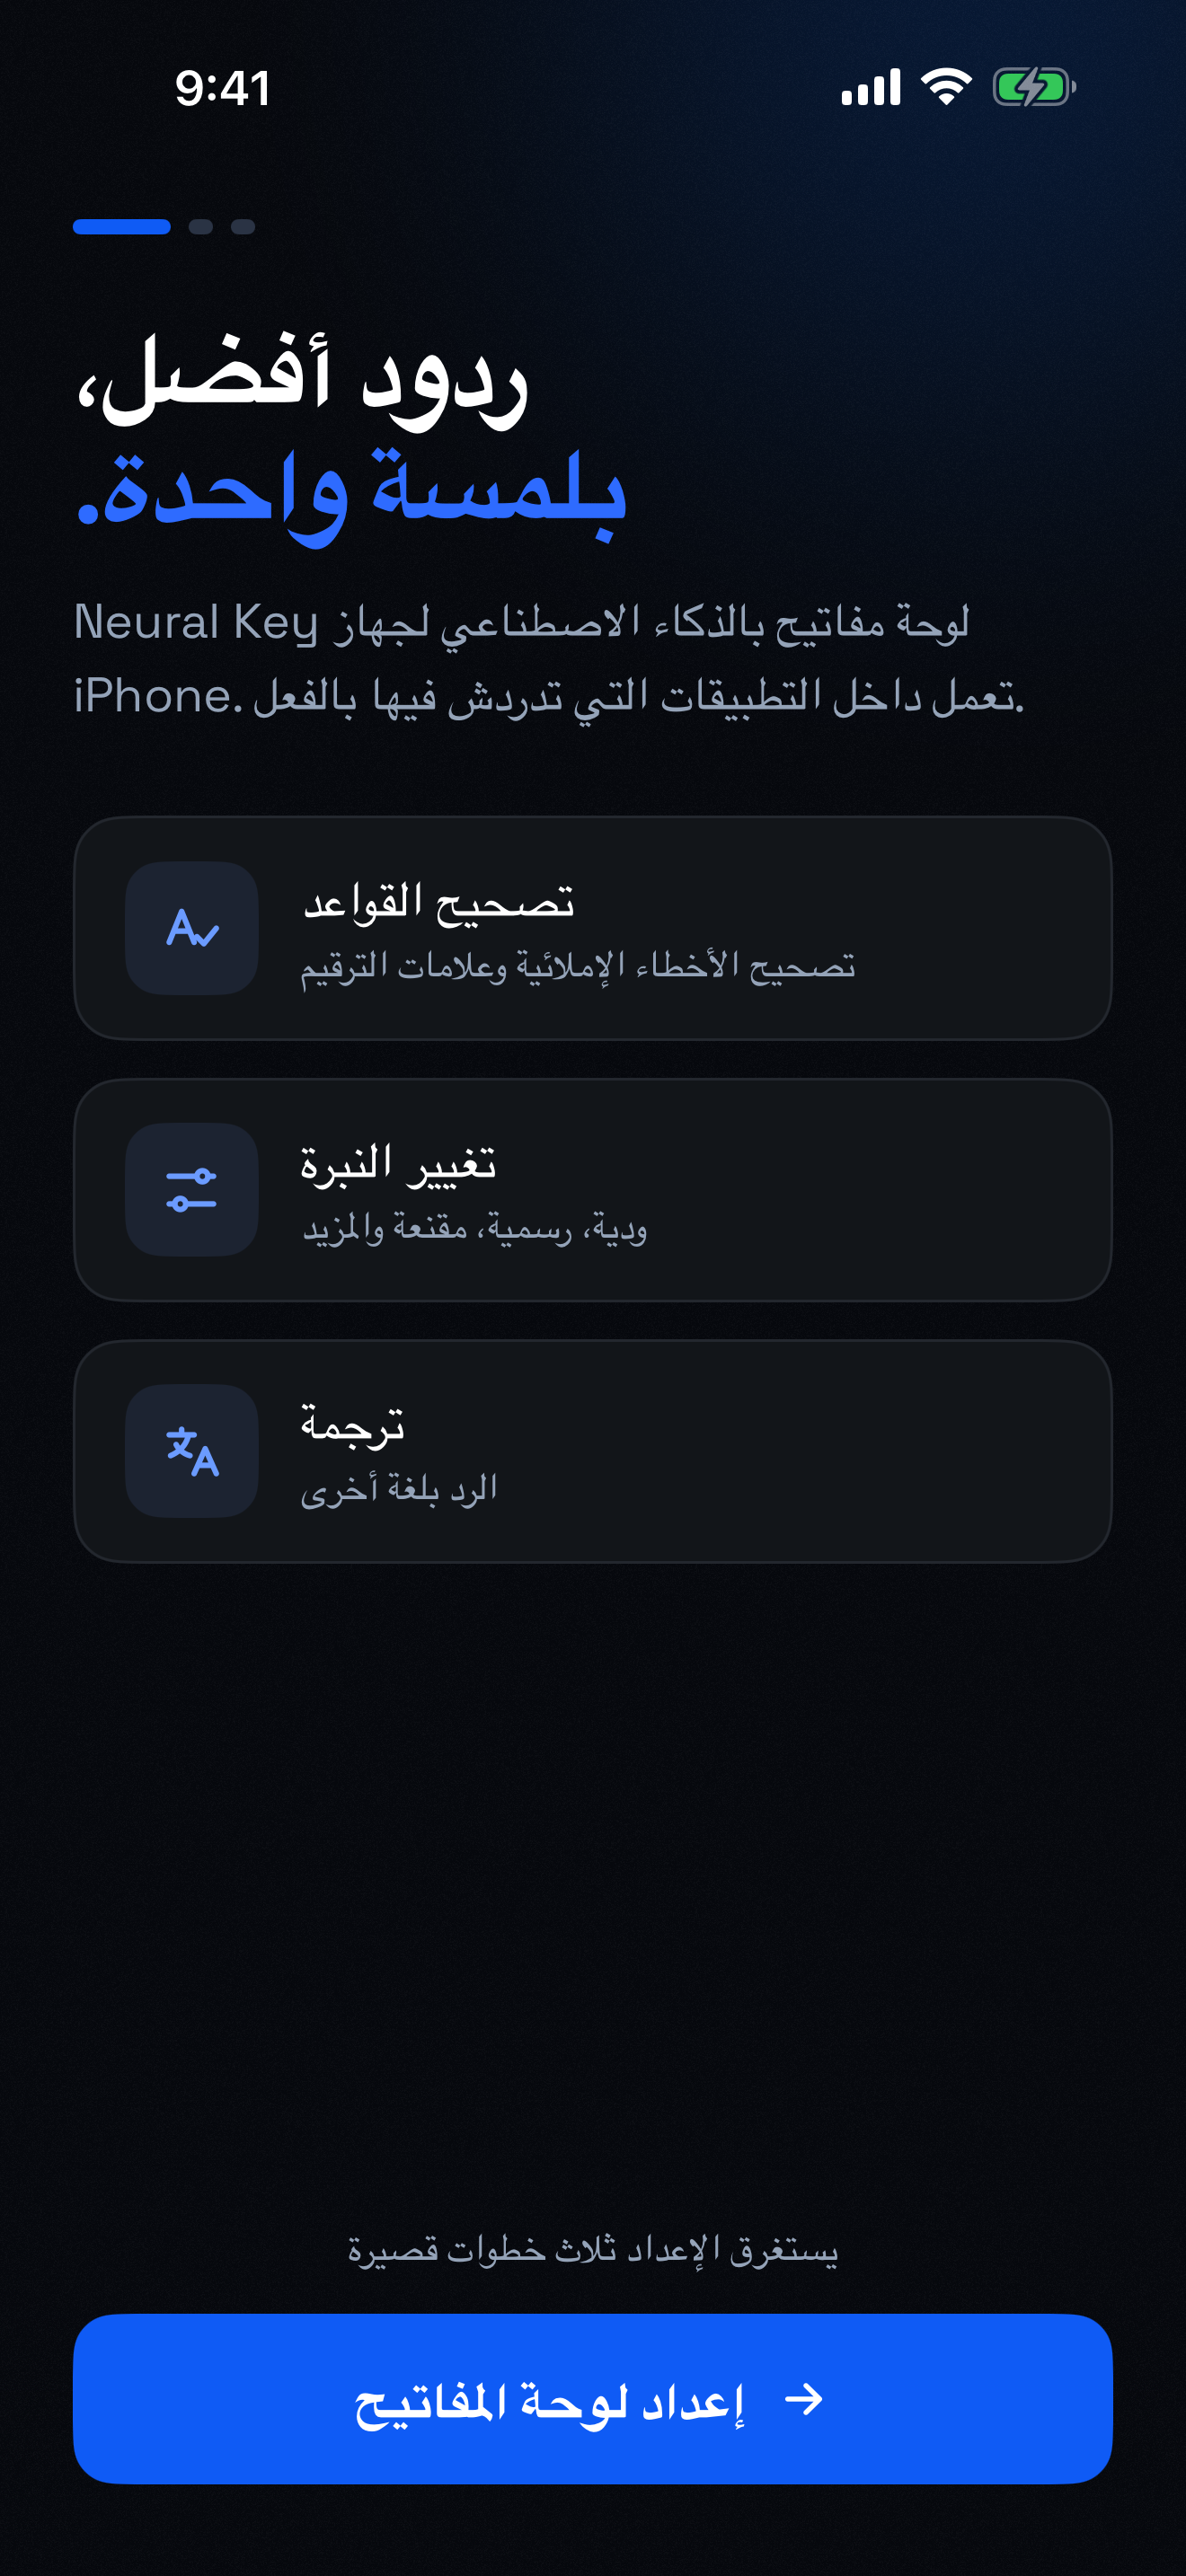 9:41
ردود أفضل،
بلمسة واحدة.
Neural Key لوحة مفاتيح بالذكاء الاصطناعي لجهاز
iPhone. تعمل داخل التطبيقات التي تدردش فيها بالفعل.
تصحيح القواعد
تصحيح الأخطاء الإملائية وعلامات الترقيم
تغيير النبرة
ودية، رسمية، مقنعة والمزيد
ترجمة
الرد بلغة أخرى
يستغرق الإعداد ثلاث خطوات قصيرة
إعداد لوحة المفاتيح